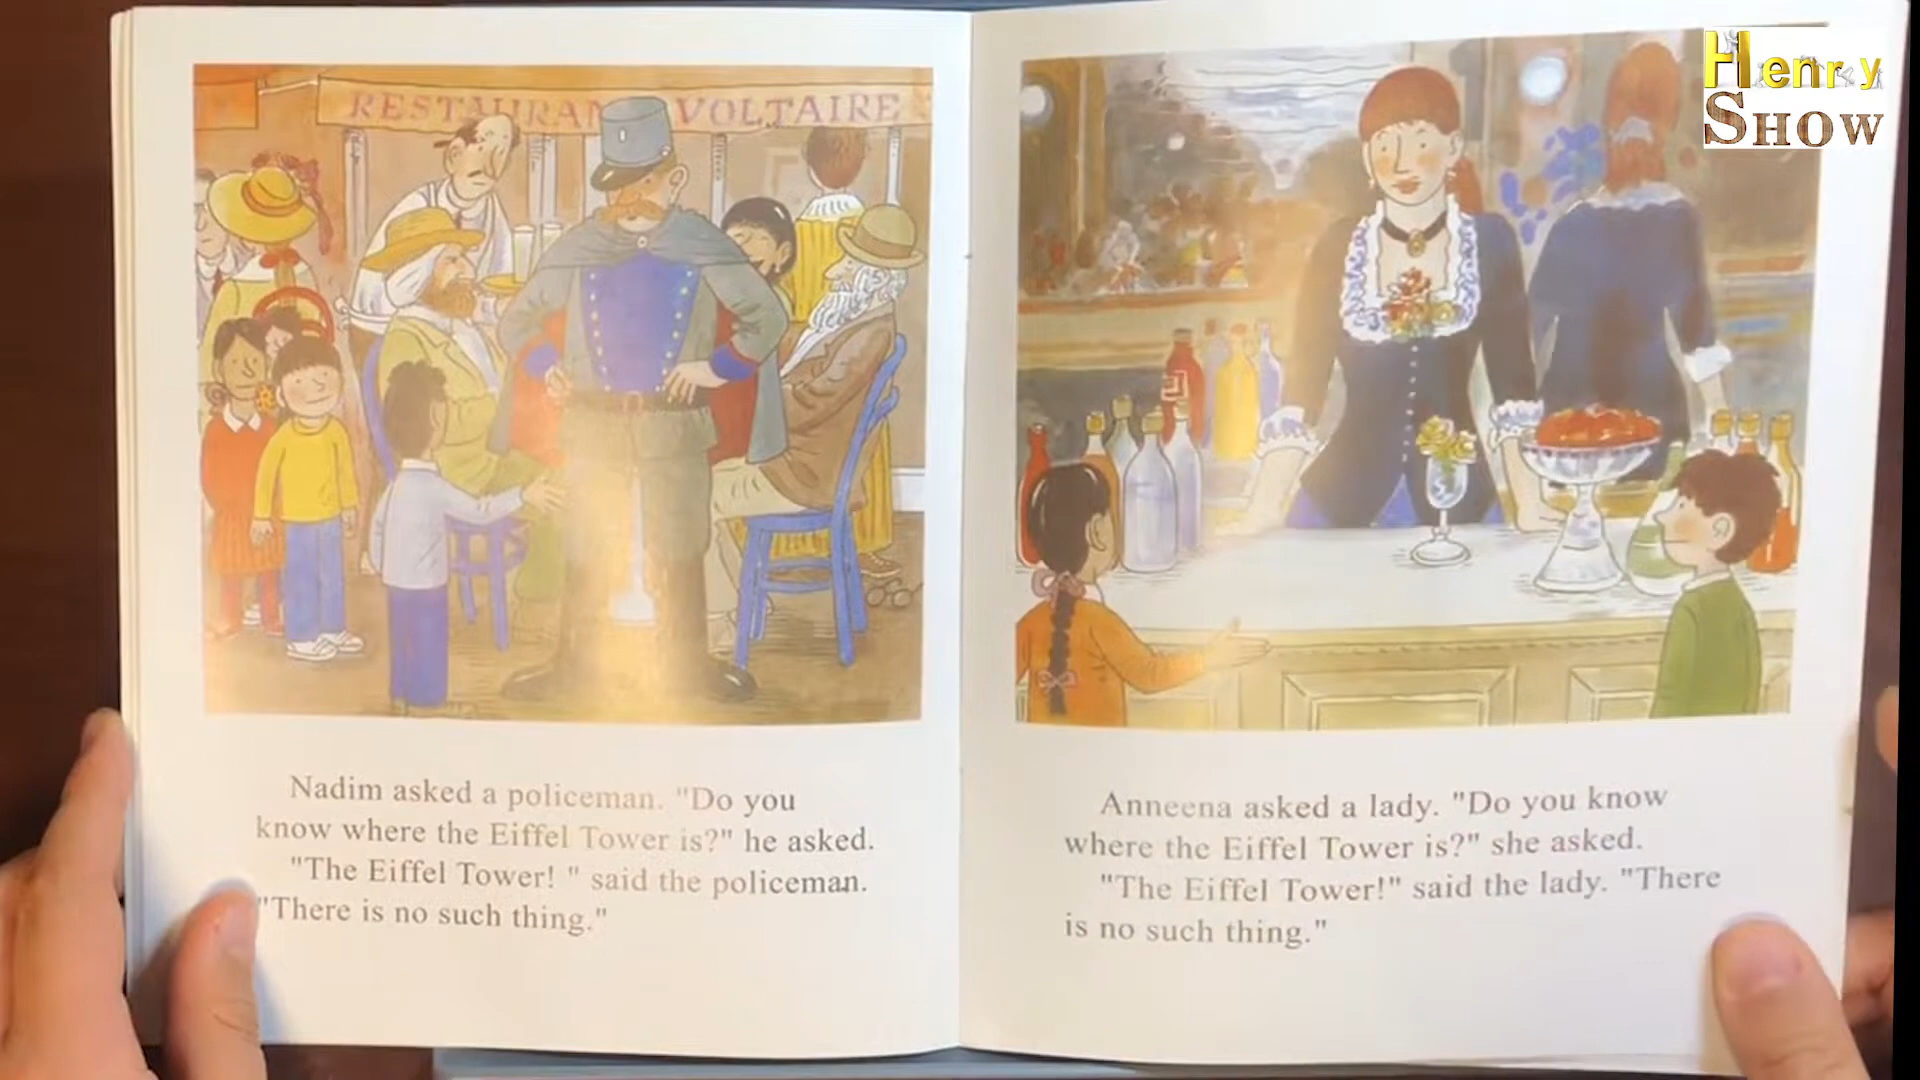 RESTAURAN VOLTAIRE
Nadim asked a policeman. "Do you
know where the Eiffel Tower is?" he asked.
"The Eiffel Tower! " said the policeman.
"There is no such thing."
Henry
SHOW
Anneena asked a lady. "Do you know
where the Eiffel Tower is?" she asked.
"The Eiffel Tower!" said the lady. "There
is no such thing."